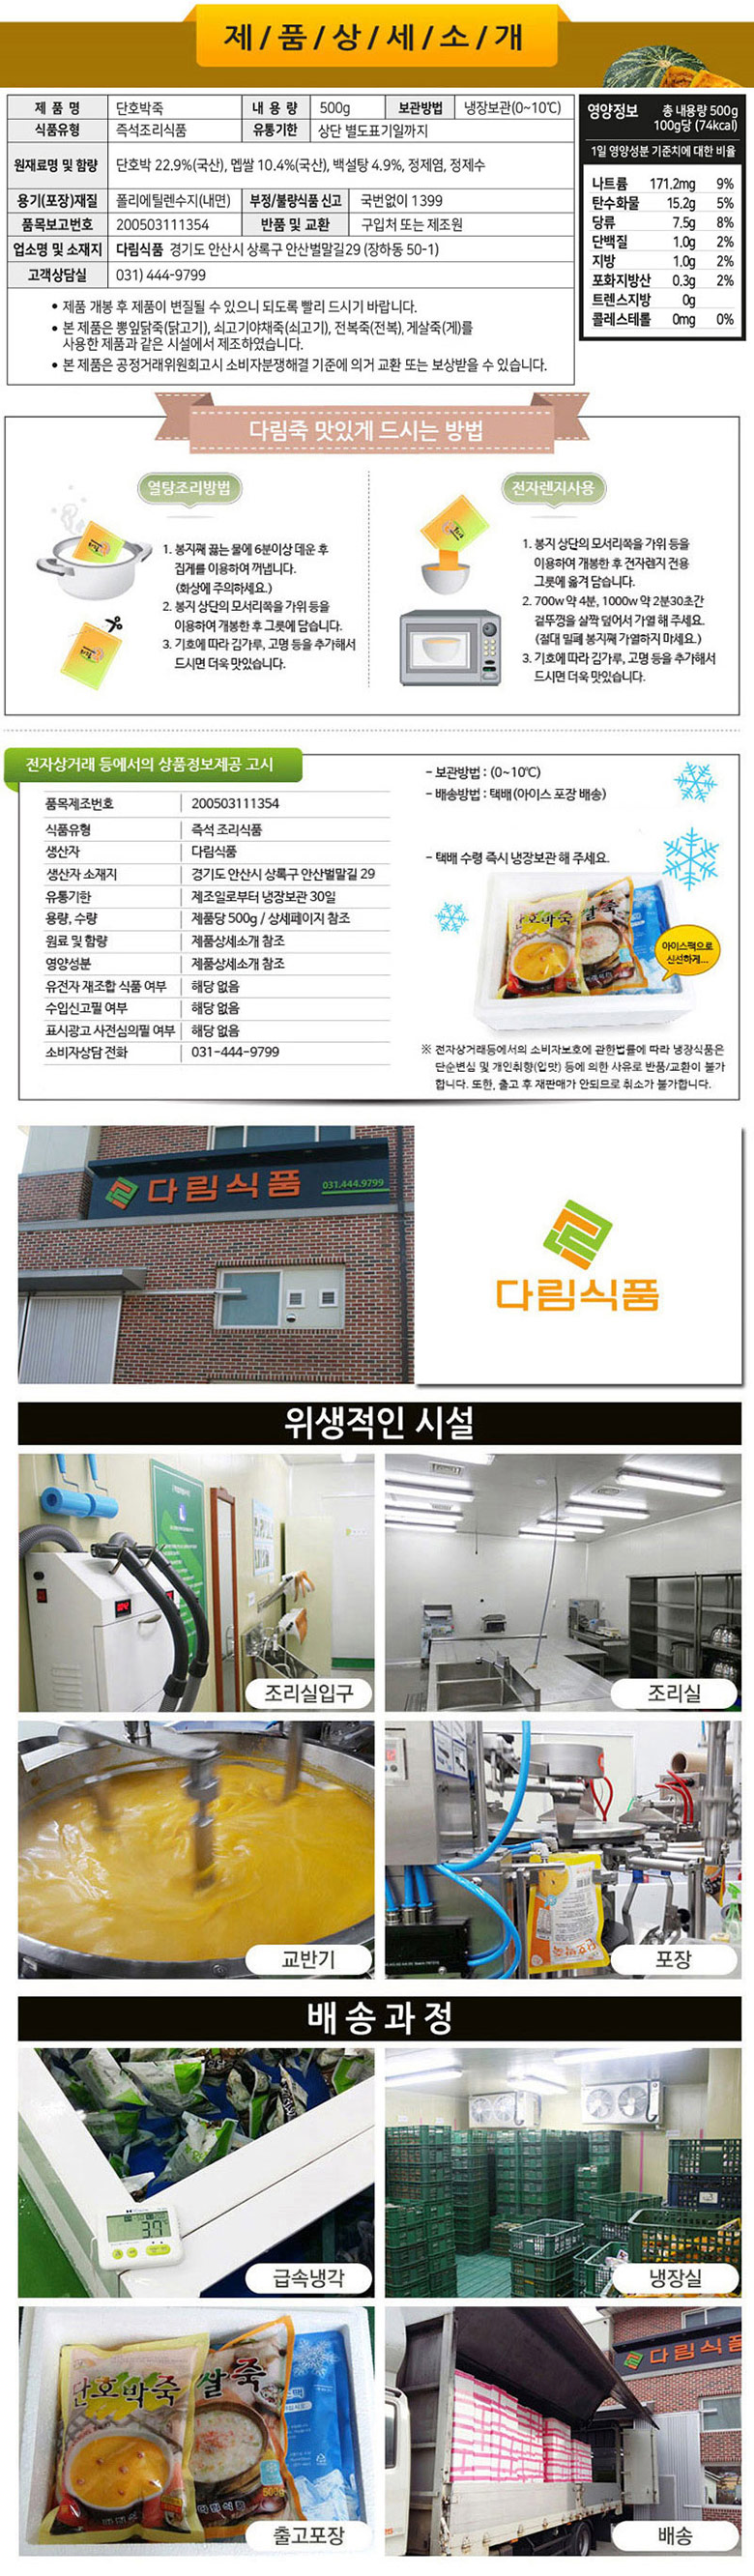 제/품/상/세/소/개
제 품 명 단호박죽 내 용 량 500g 보관방법 냉장보관(0~10℃)
식품유형 즉석조리식품 유통기한 상단 별도표기일까지
원재료명 및 함량 단호박 22.9%(국산), 멥쌀 10.4%(국산), 백설탕 4.9%, 정제염, 정제수
용기(포장)재질 폴리에틸렌수지(내면) 부정/불량식품 신고 국번없이 1399
품목보고번호 200503111354 반품 및 교환 구입처 또는 제조원
업소명 및 소재지 다림식품 경기도 안산시 상록구 안산벌말길29 (장하동 50-1)
고객상담실 031) 444-9799
• 제품 개봉 후 제품이 변질될 수 있으니 되도록 빨리 드시기 바랍니다.
• 본 제품은 뽕잎닭죽(닭고기), 쇠고기야채죽(쇠고기), 전복죽(전복), 게살죽(게)를
사용한 제품과 같은 시설에서 제조하였습니다.
• 본 제품은 공정거래위원회고시 소비자분쟁해결 기준에 의거 교환 또는 보상받을 수 있습니다.
영양정보 총 내용량 500g
100g당 (74kcal)
1일 영양성분 기준치에 대한 비율
나트륨 171.2mg 9%
탄수화물 15.2g 5%
당류 7.5g 8%
단백질 1.0g 2%
지방 1.0g 2%
포화지방산 0.3g 2%
트렌스지방 0g
콜레스테롤 0mg 0%
다림죽 맛있게 드시는 방법
열탕조리방법
1. 봉지째 끓는 물에 6분이상 데운 후
집게를 이용하여 꺼냅니다.
(화상에 주의하세요.)
2. 봉지 상단의 모서리쪽을 가위 등을
이용하여 개봉한 후 그릇에 담습니다.
3. 기호에 따라 김가루, 고명 등을 추가해서
드시면 더욱 맛있습니다.
전자렌지사용
1. 봉지 상단의 모서리쪽을 가위 등을
이용하여 개봉한 후 전자렌지 전용
그릇에 옮겨 담습니다.
2. 700w 약 4분, 1000w 약 2분30초간
겉뚜껑을 살짝 덮어서 가열 해 주세요.
(절대 밀폐 봉지째 가열하지 마세요.)
3. 기호에 따라 김가루, 고명 등을 추가해서
드시면 더욱 맛있습니다.
전자상거래 등에서의 상품정보제공 고시
품목제조번호 200503111354
식품유형 즉석 조리식품
생산자 다림식품
생산자 소재지 경기도 안산시 상록구 안산벌말길 29
유통기한 제조일로부터 냉장보관 30일
용량, 수량 제품당 500g / 상세페이지 참조
원료 및 함량 제품상세소개 참조
영양성분 제품상세소개 참조
유전자 재조합 식품 여부 해당 없음
수입신고필 여부 해당 없음
표시광고 사전심의필 여부 해당 없음
소비자상담 전화 031-444-9799
- 보관방법 : (0~10℃)
- 배송방법 : 택배(아이스 포장 배송)
- 택배 수령 즉시 냉장보관 해 주세요.
단호박죽
쌀죽
아이스팩으로
신선하게...
※ 전자상거래등에서의 소비자보호에 관한법률에 따라 냉장식품은
단순변심 및 개인취향(입맛) 등에 의한 사유로 반품/교환이 불가
합니다. 또한, 출고 후 재판매가 안되므로 취소가 불가합니다.
다림식품 031.444.9799
다림식품
위생적인 시설
조리실입구
조리실
교반기
포장
배송과정
3.7
급속냉각
냉장실
단호박죽
쌀죽
500g
다림식품
출고포장
다림식품
배송